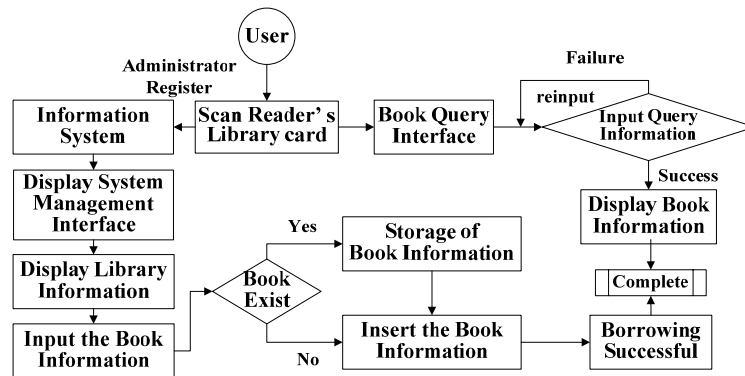 User
Administrator
Register
Failure
reinput
Information
System
Scan Reader's
Library card
Book Query
Interface
Input Query
Information
Success
Display System
Management
Interface
Display Book
Information
Yes
Storage of
Book Information
Display Library
Information
Book
Exist
Complete
Input the Book
Information
No
Insert the Book
Information
Borrowing
Successful